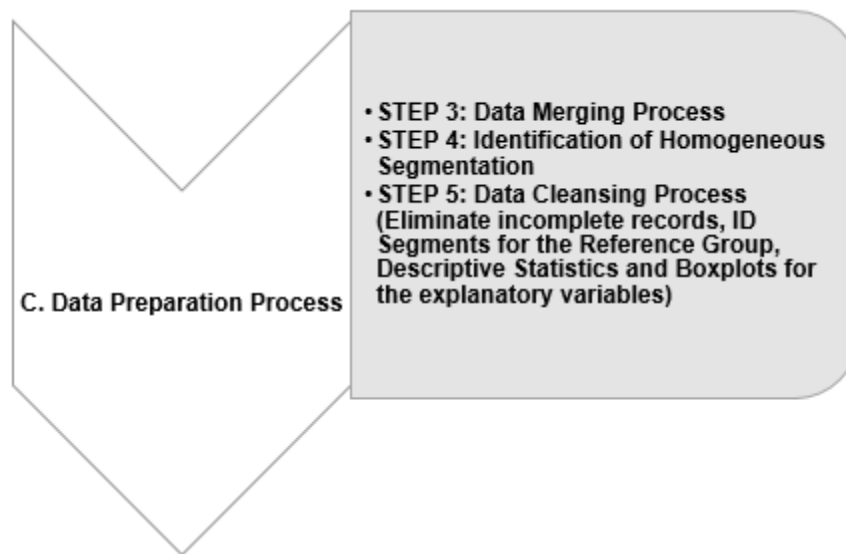 C. Data Preparation Process
• STEP 3: Data Merging Process
• STEP 4: Identification of Homogeneous
Segmentation
• STEP 5: Data Cleansing Process
(Eliminate incomplete records, ID
Segments for the Reference Group,
Descriptive Statistics and Boxplots for
the explanatory variables)